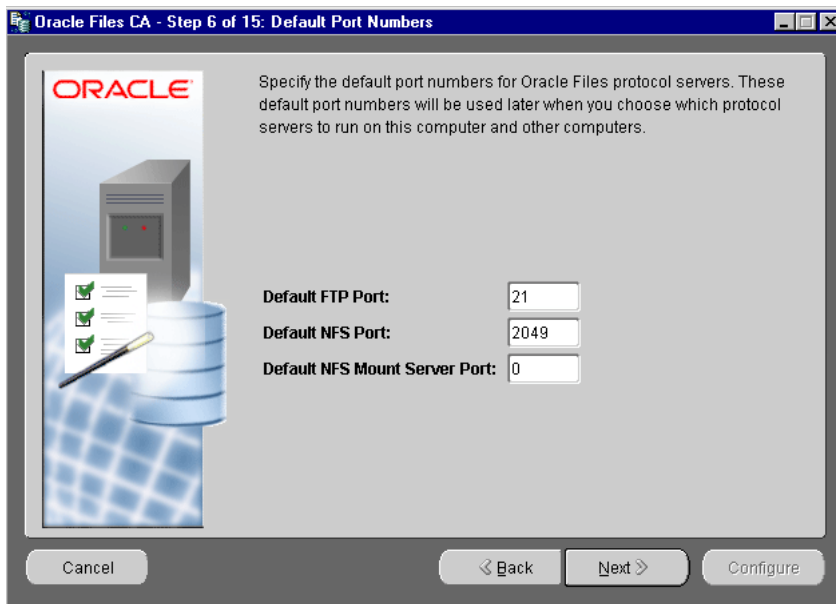 Oracle Files CA - Step 6 of 15: Default Port Numbers
ORACLE
Specify the default port numbers for Oracle Files protocol servers. These
default port numbers will be used later when you choose which protocol
servers to run on this computer and other computers.
Default FTP Port: 21
Default NFS Port: 2049
Default NFS Mount Server Port: 0
Cancel Back Next Configure